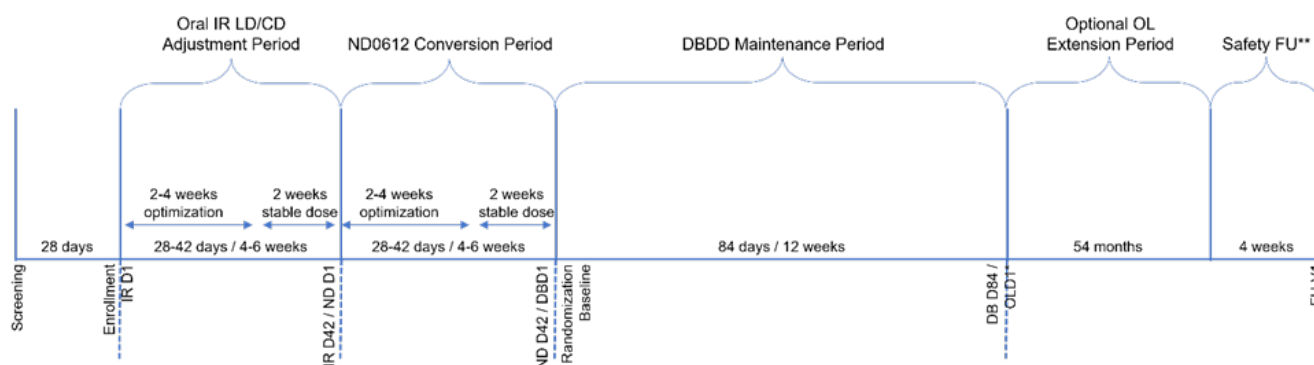 Oral IR LD/CD
Adjustment Period
ND0612 Conversion Period
DBDD Maintenance Period
Optional OL
Extension Period
Safety FU**
2-4 weeks
optimization
2 weeks
stable dose
2-4 weeks
optimization
2 weeks
stable dose
28 days
28-42 days / 4-6 weeks
28-42 days / 4-6 weeks
84 days / 12 weeks
54 months
4 weeks
Screening
Enrollment
IR D1
IR D42 / ND D1
ND D42 / DBD1
Randomization
Baseline
DB D84 /
OLD1*